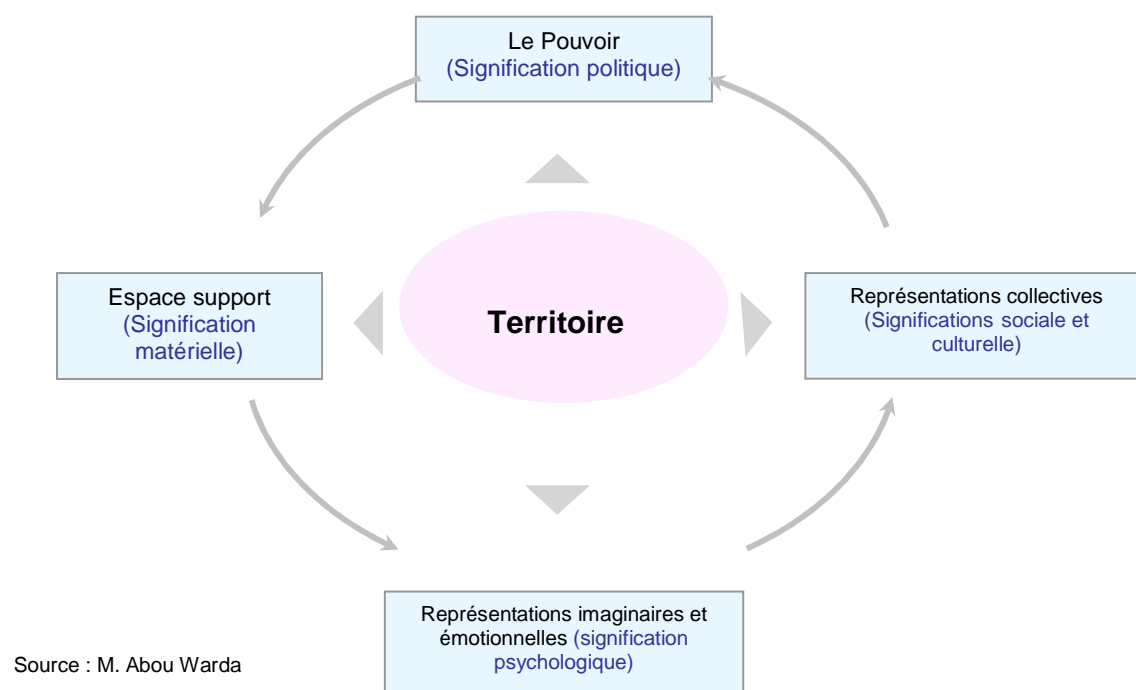 Le Pouvoir
(Signification politique)
Espace support
(Signification
matérielle)
Territoire
Représentations collectives
(Significations sociale et
culturelle)
Représentations imaginaires et
émotionnelles (signification
psychologique)
Source : M. Abou Warda